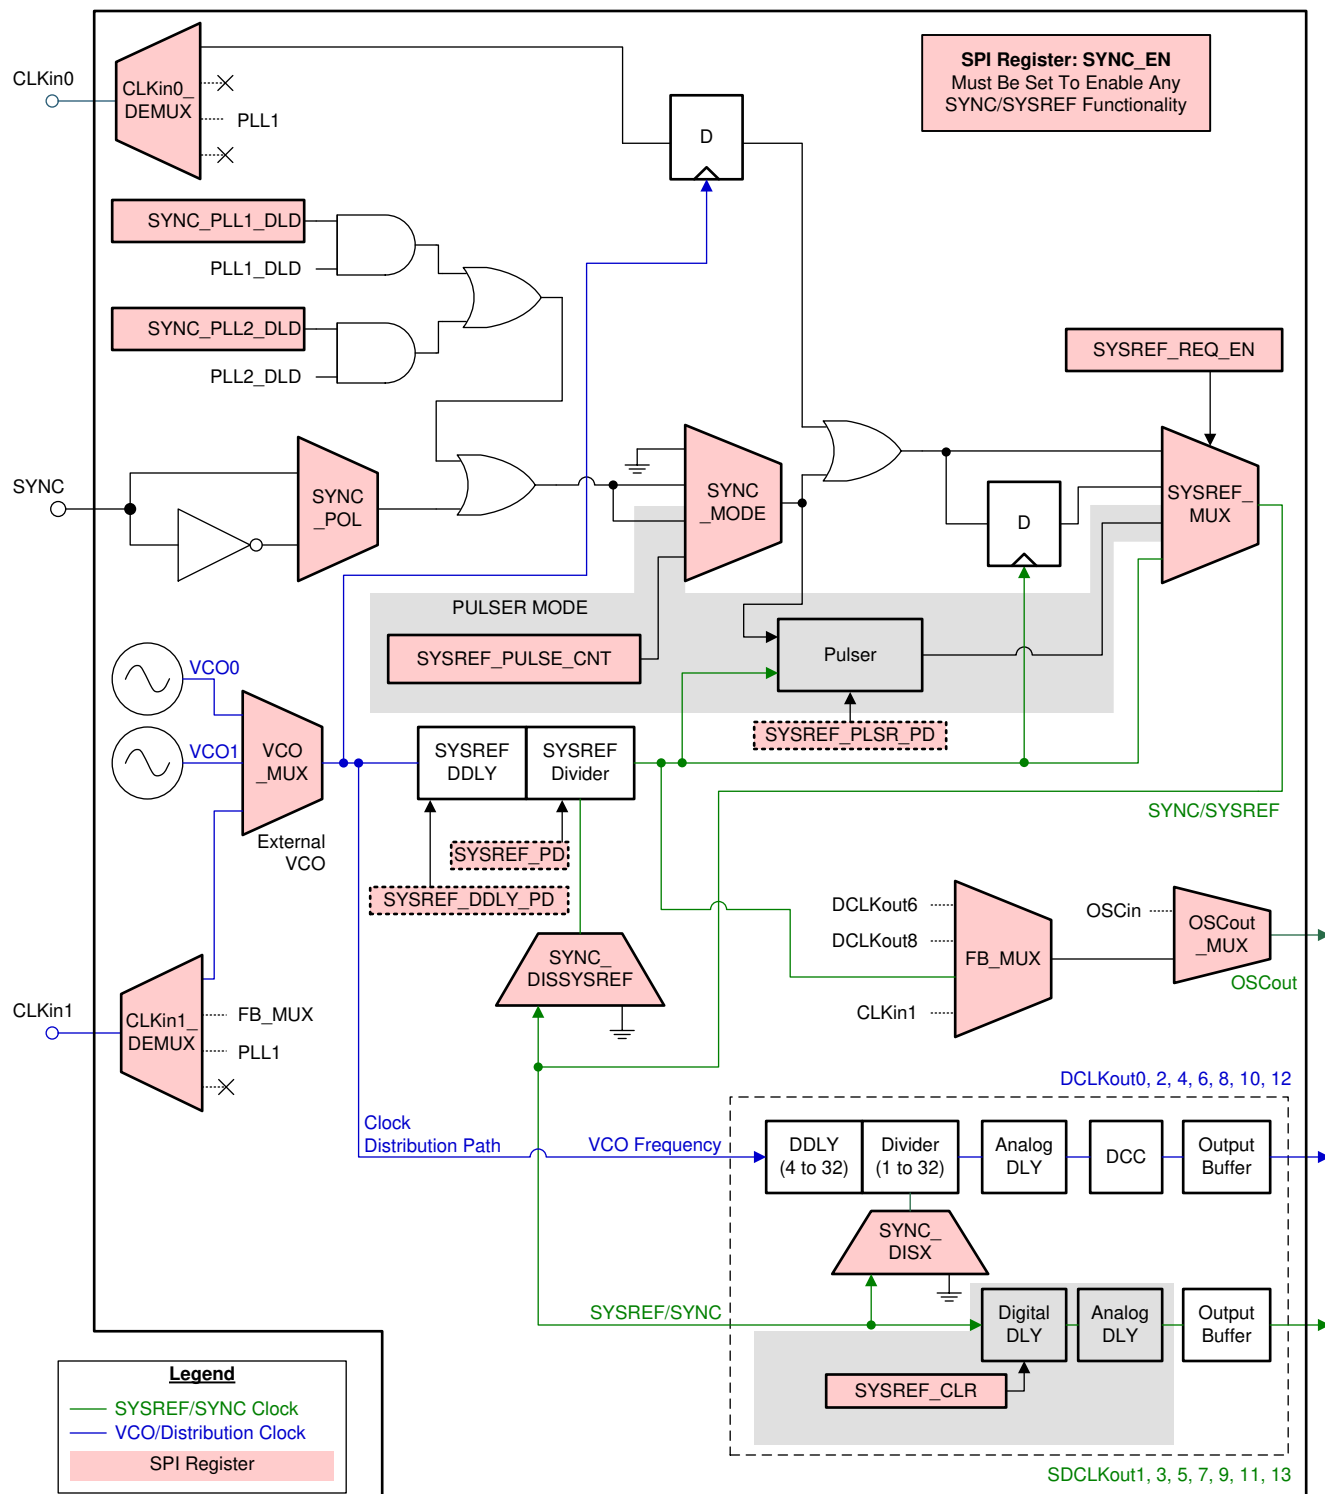 SPI Register: SYNC_EN
Must Be Set To Enable Any
SYNC/SYSREF Functionality
CLKin0
CLKin0_
DEMUX
PLL1
D
SYNC_PLL1_DLD
PLL1_DLD
SYNC_PLL2_DLD
PLL2_DLD
SYSREF_REQ_EN
SYNC
SYNC
_POL
SYNC
_MODE
D
SYSREF_
MUX
PULSER MODE
SYSREF_PULSE_CNT
Pulser
SYSREF_PLSR_PD
VCO0
VCO1
VCO
_MUX
External
VCO
SYSREF
DDLY
SYSREF
Divider
SYSREF_PD
SYSREF_DDLY_PD
SYNC/SYSREF
SYNC_
DISSYSREF
DCLKout6
DCLKout8
FB_MUX
CLKin1
OSCin
OSCout
_MUX
OSCout
CLKin1
CLKin1_
DEMUX
FB_MUX
PLL1
DCLKout0, 2, 4, 6, 8, 10, 12
Clock
Distribution Path
VCO Frequency
DDLY
(4 to 32)
Divider
(1 to 32)
Analog
DLY
DCC
Output
Buffer
SYNC_
DISX
SYSREF/SYNC
Digital
DLY
Analog
DLY
Output
Buffer
SYSREF_CLR
SDCLKout1, 3, 5, 7, 9, 11, 13
Legend
SYSREF/SYNC Clock
VCO/Distribution Clock
SPI Register